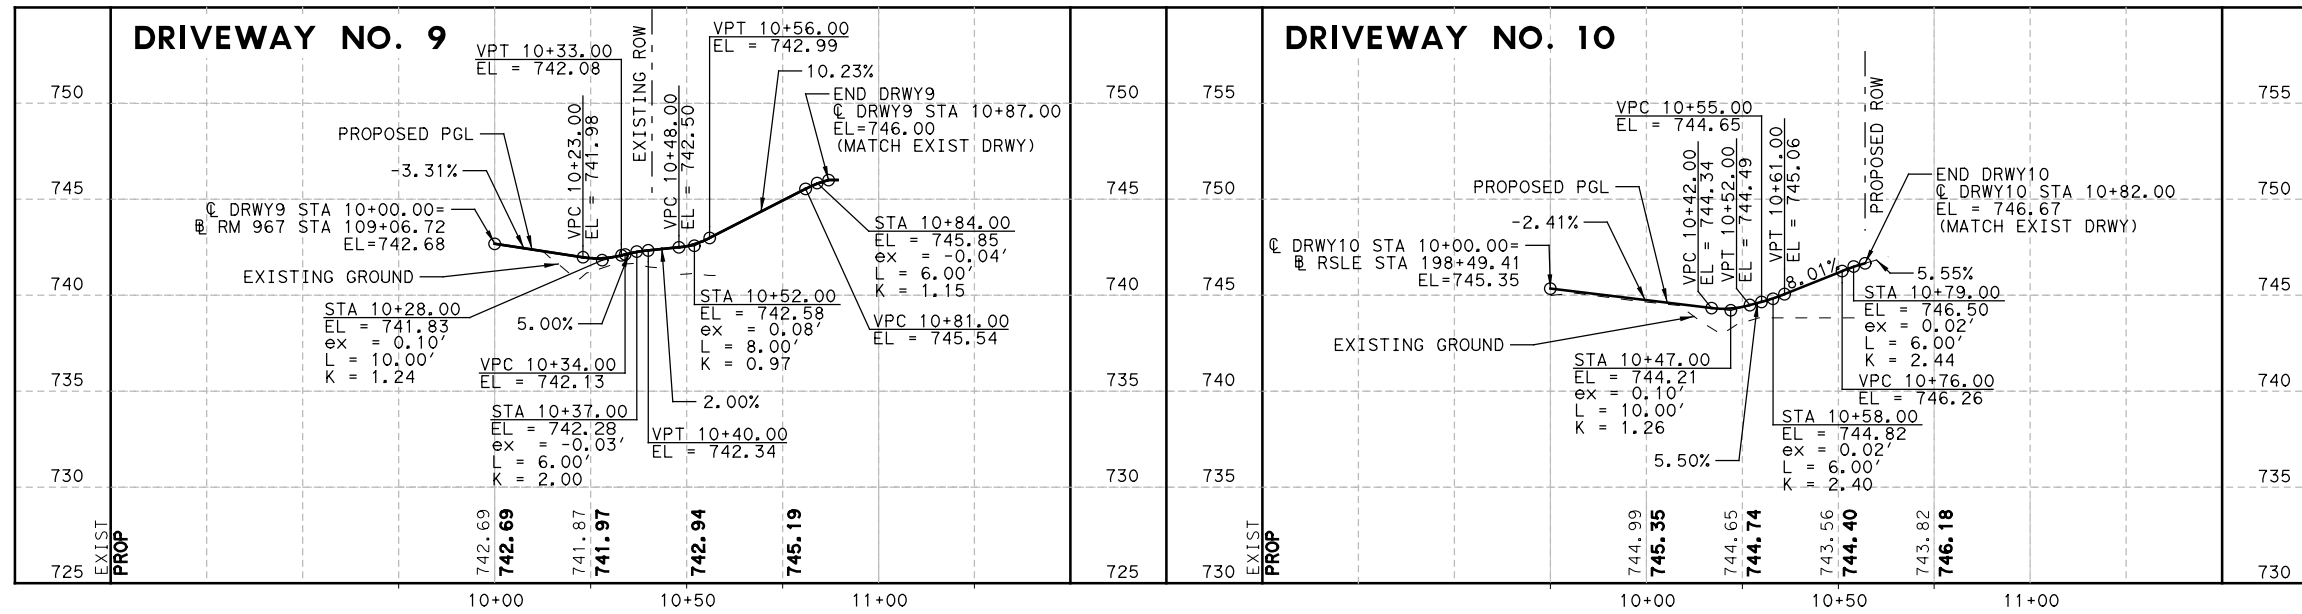 DRIVEWAY NO. 9
VPT 10+33.00
EL = 742.08
EXISTING ROW
VPT 10+56.00
EL = 742.99
10.23%
END DRWY9
℄ DRWY9 STA 10+87.00
EL=746.00
(MATCH EXIST DRWY)
750
750
PROPOSED PGL
VPC 10+23.00
EL = 741.98
VPC 10+48.00
EL = 742.50
-3.31%
745
745
℄ DRWY9 STA 10+00.00=
RM 967 STA 109+06.72
EL=742.68
EXISTING GROUND
STA 10+84.00
EL = 745.85
ex = -0.04'
L = 6.00'
K = 1.15
740
740
STA 10+28.00
EL = 741.83
ex = 0.10'
L = 10.00'
K = 1.24
5.00%
STA 10+52.00
EL = 742.58
ex = 0.08'
L = 8.00'
K = 0.97
VPC 10+81.00
EL = 745.54
VPC 10+34.00
EL = 742.13
735
735
2.00%
STA 10+37.00
EL = 742.28
ex = -0.03'
L = 6.00'
K = 2.00
VPT 10+40.00
EL = 742.34
730
730
EXIST
PROP
742.69
742.69
741.87
741.97
742.94
745.19
725
725
10+00
10+50
11+00
DRIVEWAY NO. 10
755
755
VPC 10+55.00
EL = 744.65
PROPOSED ROW
VPC 10+42.00
EL = 744.34
VPT 10+52.00
EL = 744.49
VPT 10+61.00
EL = 745.06
750
750
PROPOSED PGL
-2.41%
END DRWY10
℄ DRWY10 STA 10+82.00
EL = 746.67
(MATCH EXIST DRWY)
℄ DRWY10 STA 10+00.00=
RSLE STA 198+49.41
EL=745.35
8.01%
5.55%
745
745
STA 10+79.00
EL = 746.50
ex = 0.02'
L = 6.00'
K = 2.44
EXISTING GROUND
STA 10+47.00
EL = 744.21
ex = 0.10'
L = 10.00'
K = 1.26
VPC 10+76.00
EL = 746.26
740
740
STA 10+58.00
EL = 744.82
ex = 0.02'
L = 6.00'
K = 2.40
5.50%
735
735
EXIST
PROP
744.99
745.35
744.65
744.74
743.56
744.40
743.82
746.18
730
730
10+00
10+50
11+00